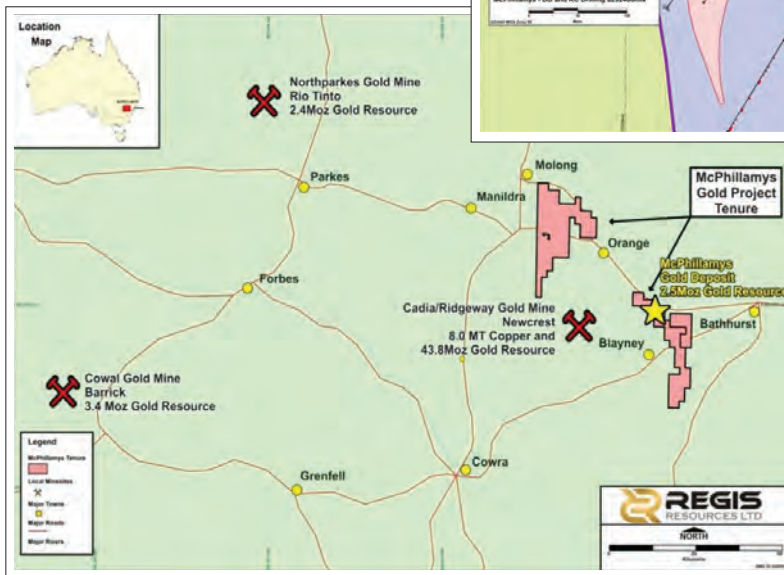 Location
Map
Northparkes Gold Mine
Rio Tinto
2.4Moz Gold Resource
Molong
McPhillamys
Gold Project
Tenure
Parkes
Manildra
Orange
McPhillamys
Gold Deposit
2.5Moz Gold Resource
Forbes
Cadia/Ridgeway Gold Mine
Newcrest
8.0 MT Copper and
43.8Moz Gold Resource
Bathhurst
Blayney
Cowal Gold Mine
Barrick
3.4 Moz Gold Resource
Legend
McPhillamys Tenure
Local Minesites
Major Towns
Major Roads
Major Rivers
Grenfell
Cowra
REGIS
RESOURCES LTD
NORTH
Kilometres